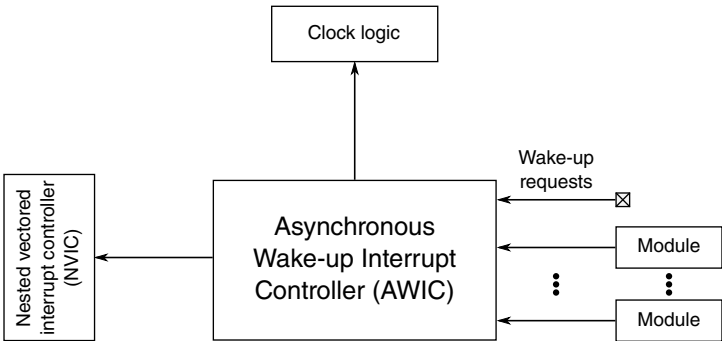 Clock logic
Wake-up
requests
Nested vectored
interrupt controller
(NVIC)
Asynchronous
Wake-up Interrupt
Controller (AWIC)
Module
Module